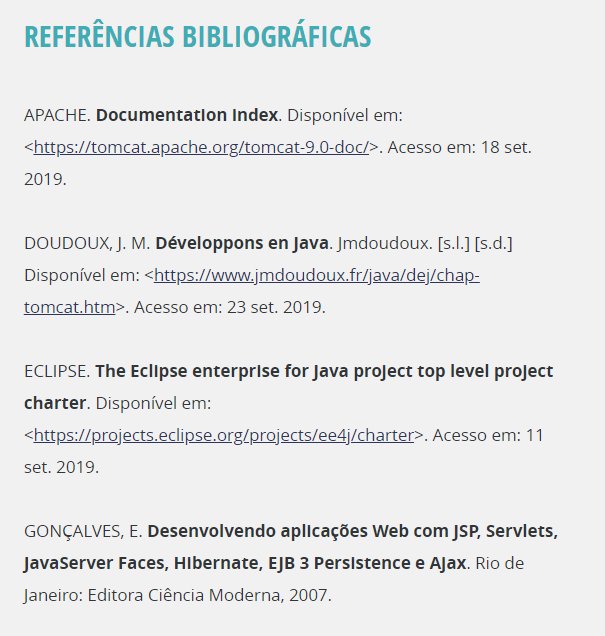 REFERÊNCIAS BIBLIOGRÁFICAS
APACHE. Documentation Index. Disponível em:
<https://tomcat.apache.org/tomcat-9.0-doc/>. Acesso em: 18 set.
2019.
DOUDOUX, J. M. Développons en Java. Jmdoudoux. [s.l.] [s.d.]
Disponível em: <https://www.jmdoudoux.fr/java/dej/chap-
tomcat.htm>. Acesso em: 23 set. 2019.
ECLIPSE. The Eclipse enterprise for Java project top level project
charter. Disponível em:
<https://projects.eclipse.org/projects/ee4j/charter>. Acesso em: 11
set. 2019.
GONÇALVES, E. Desenvolvendo aplicações Web com JSP, Servlets,
JavaServer Faces, Hibernate, EJB 3 Persistence e Ajax. Rio de
Janeiro: Editora Ciência Moderna, 2007.